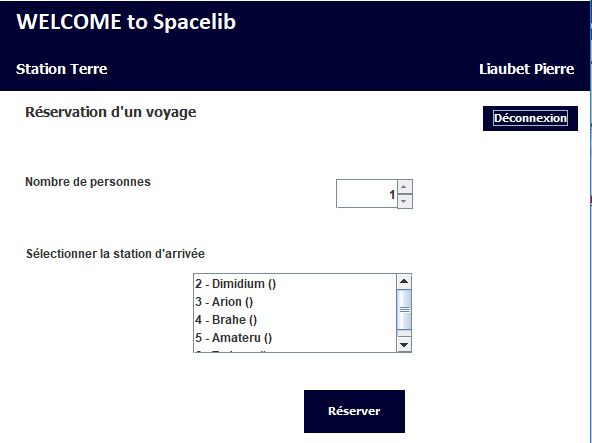 WELCOME to Spacelib
Station Terre
Liaubet Pierre
Réservation d'un voyage
Déconnexion
Nombre de personnes
1
Sélectionner la station d'arrivée
2 - Dimidium ()
3 - Arion ()
4 - Brahe ()
5 - Amateru ()
Réserver